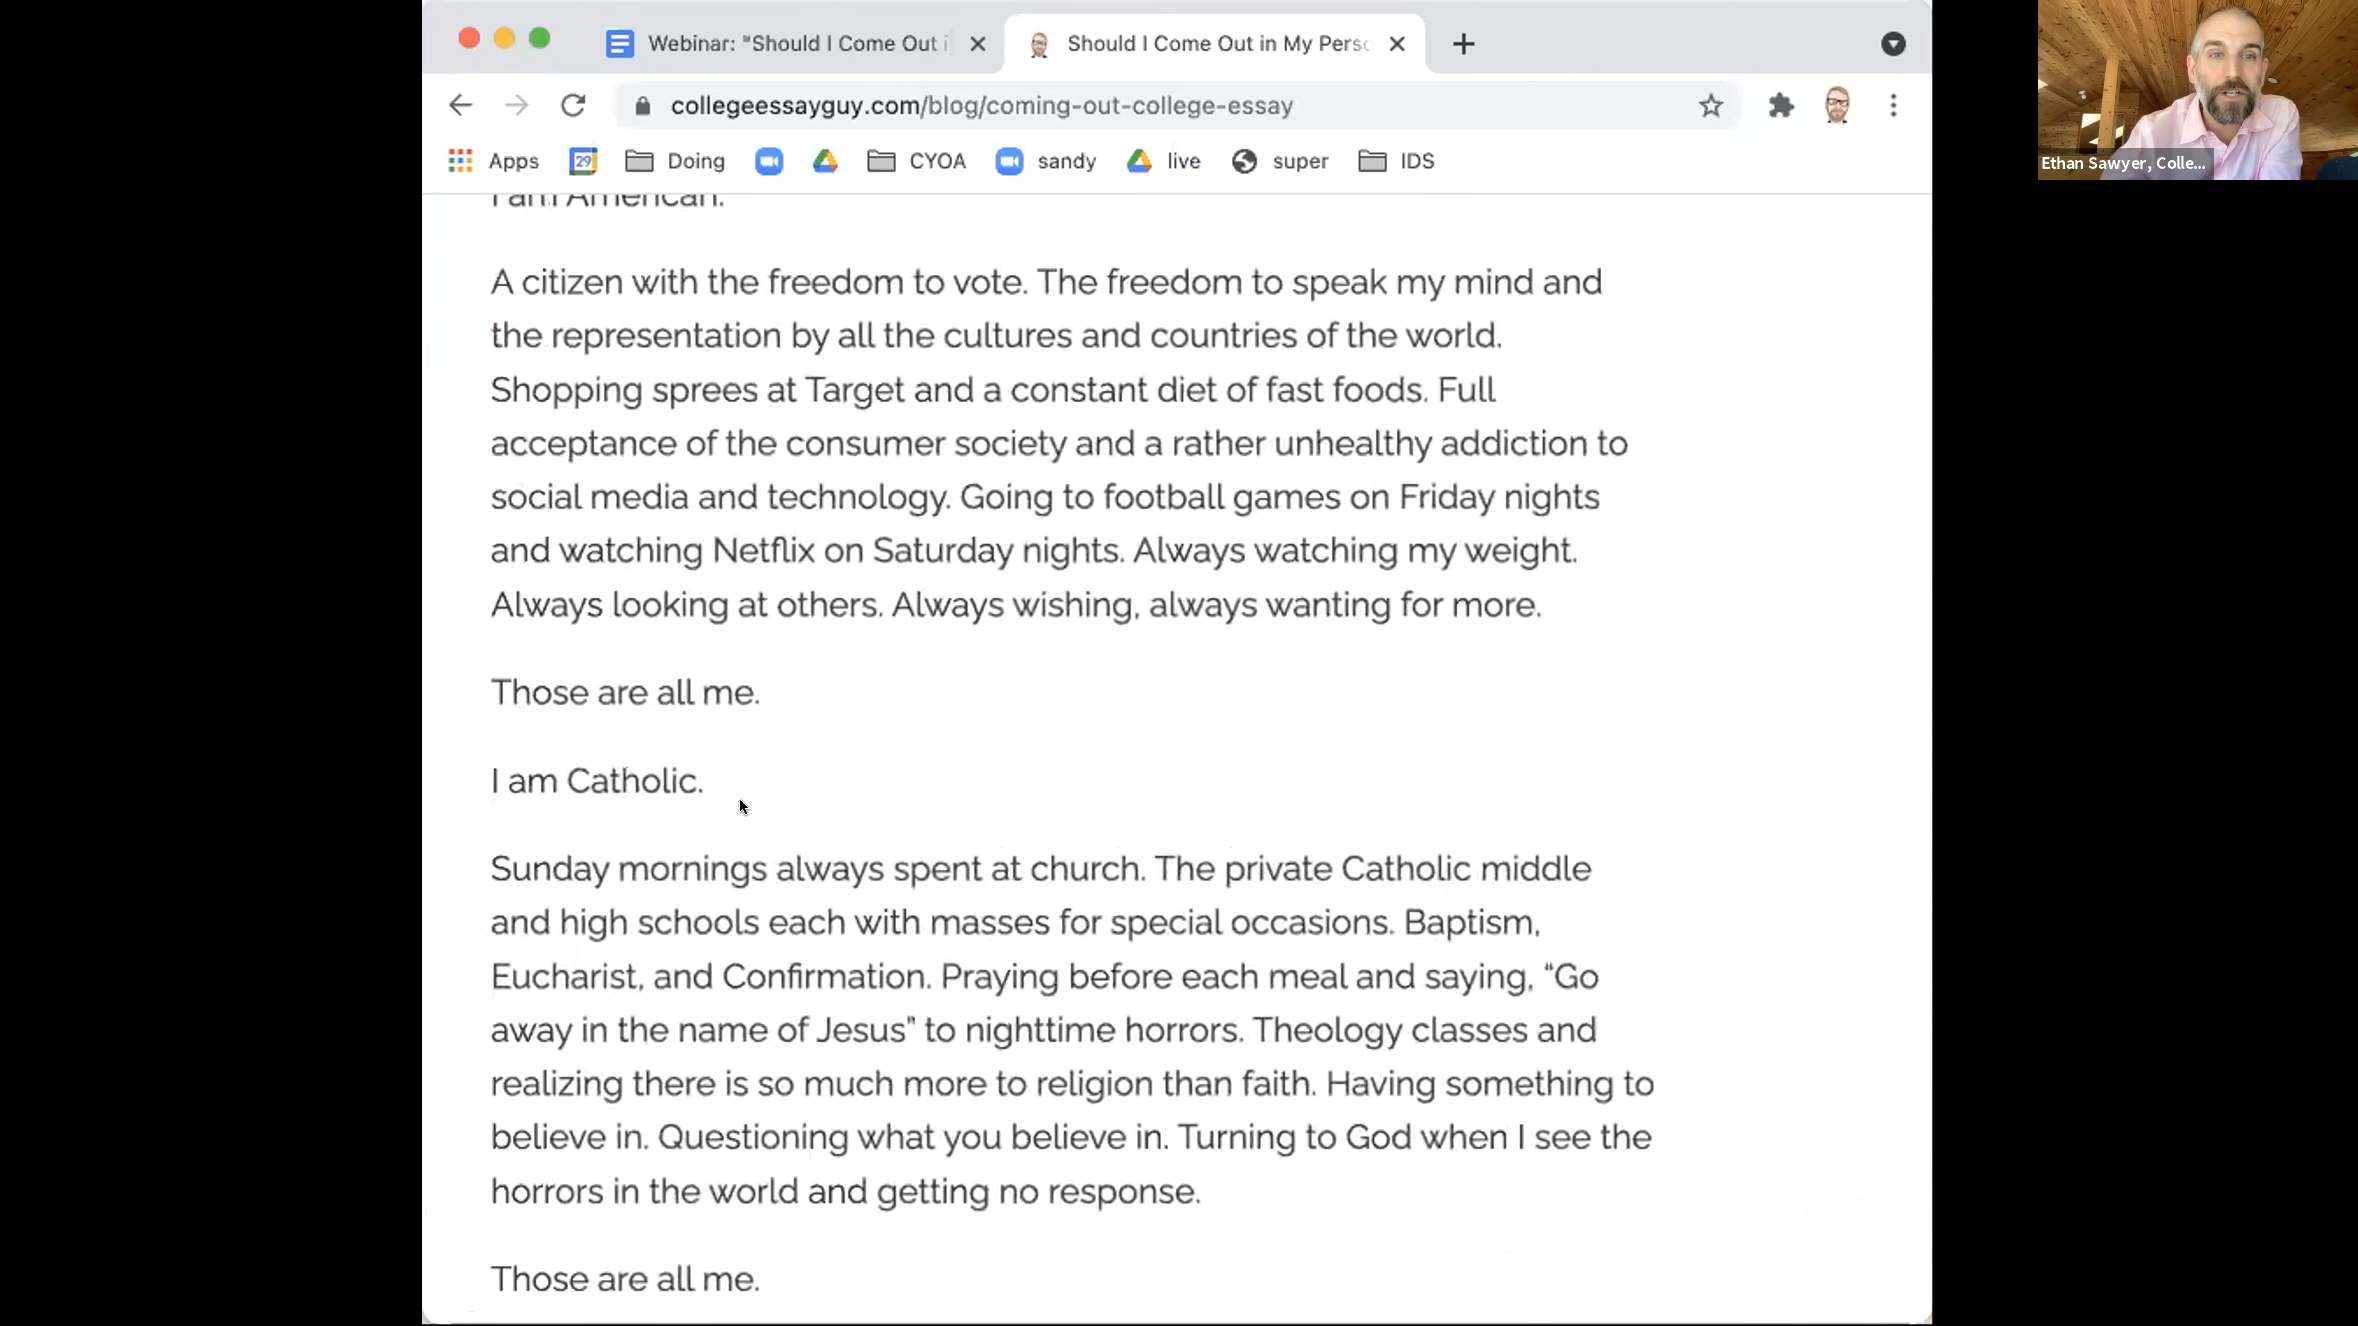 Webinar: "Should I Come Out i
Should I Come Out in My Perso
collegeessayguy.com/blog/coming-out-college-essay
Apps 29 Doing CYOA sandy live super IDS
Ethan Sawyer, Colle...
I am American.
A citizen with the freedom to vote. The freedom to speak my mind and
the representation by all the cultures and countries of the world.
Shopping sprees at Target and a constant diet of fast foods. Full
acceptance of the consumer society and a rather unhealthy addiction to
social media and technology. Going to football games on Friday nights
and watching Netflix on Saturday nights. Always watching my weight.
Always looking at others. Always wishing, always wanting for more.
Those are all me.
I am Catholic.
Sunday mornings always spent at church. The private Catholic middle
and high schools each with masses for special occasions. Baptism,
Eucharist, and Confirmation. Praying before each meal and saying, “Go
away in the name of Jesus” to nighttime horrors. Theology classes and
realizing there is so much more to religion than faith. Having something to
believe in. Questioning what you believe in. Turning to God when I see the
horrors in the world and getting no response.
Those are all me.